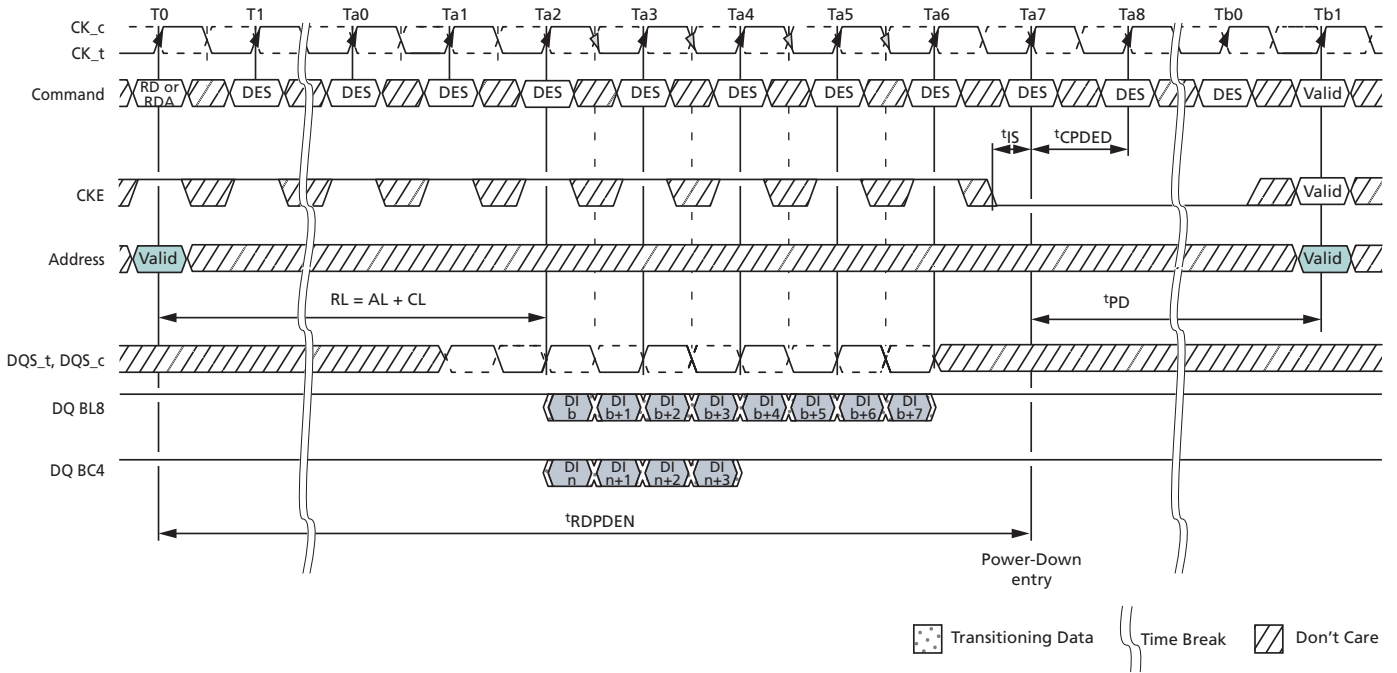 T0 T1 Ta0 Ta1 Ta2 Ta3 Ta4 Ta5 Ta6 Ta7 Ta8 Tb0 Tb1
CK_c
CK_t
Command RD or RDA DES DES DES DES DES DES DES DES DES DES DES Valid
tIS tCPDED
CKE Valid
Address Valid Valid
RL = AL + CL tPD
DQS_t, DQS_c
DQ BL8 DI b DI b+1 DI b+2 DI b+3 DI b+4 DI b+5 DI b+6 DI b+7
DQ BC4 DI n DI n+1 DI n+2 DI n+3
tRDPDEN
Power-Down
entry
Transitioning Data Time Break Don't Care